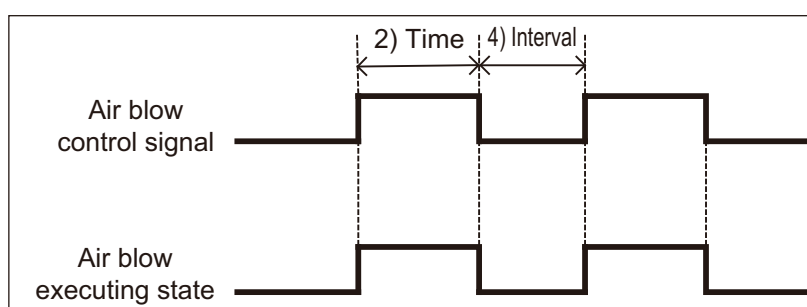 2) Time
4) Interval
Air blow
control signal
Air blow
executing state